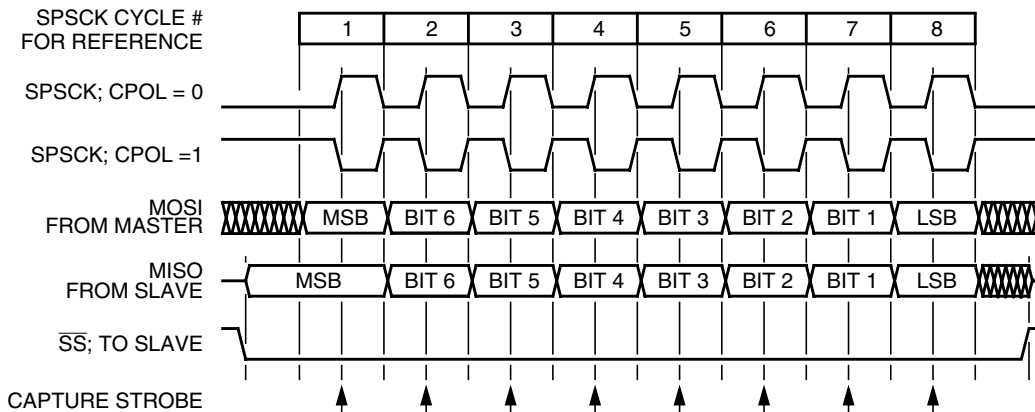 SPSCK CYCLE #
FOR REFERENCE
1 2 3 4 5 6 7 8
SPSCK; CPOL = 0
SPSCK; CPOL =1
MOSI
FROM MASTER
MSB BIT 6 BIT 5 BIT 4 BIT 3 BIT 2 BIT 1 LSB
MISO
FROM SLAVE
MSB BIT 6 BIT 5 BIT 4 BIT 3 BIT 2 BIT 1 LSB
S̅S̅; TO SLAVE
CAPTURE STROBE